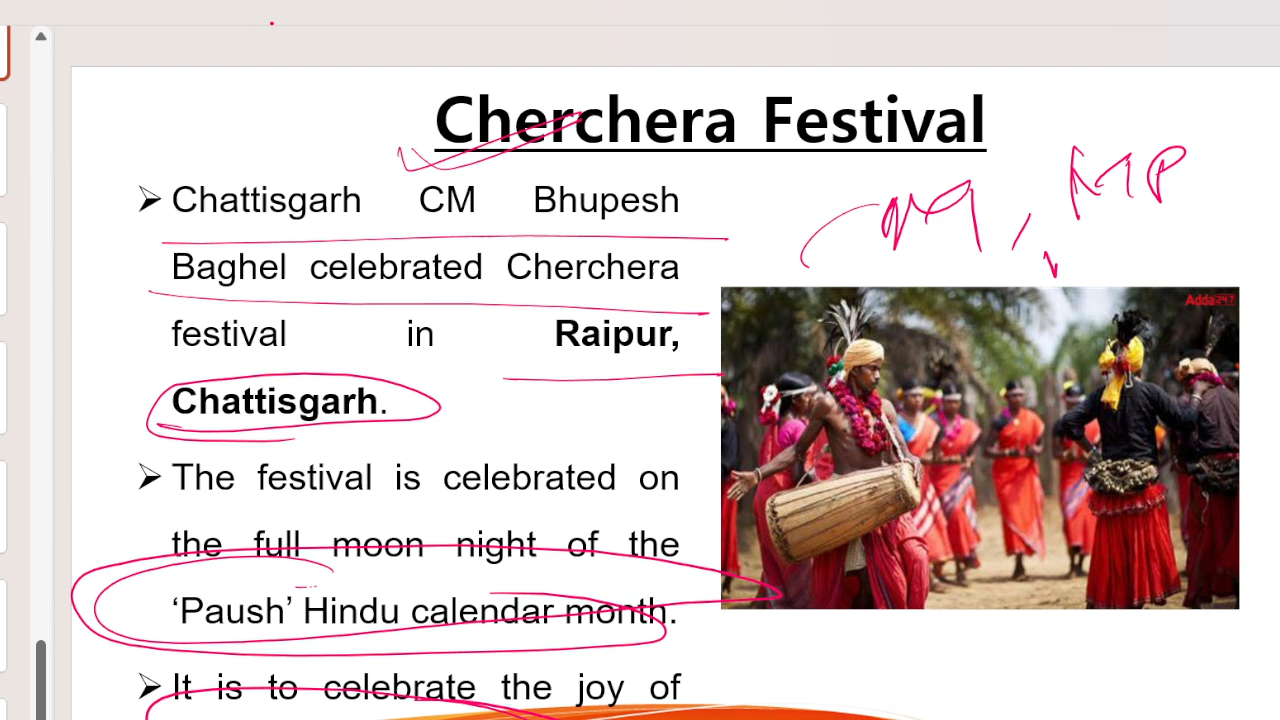 Cherchera Festival
➢ Chattisgarh CM Bhupesh
Baghel celebrated Cherchera
festival in Raipur,
Chattisgarh.
➢ The festival is celebrated on
the full moon night of the
‘Paush’ Hindu calendar month.
➢ It is to celebrate the joy of
MP
Adda247